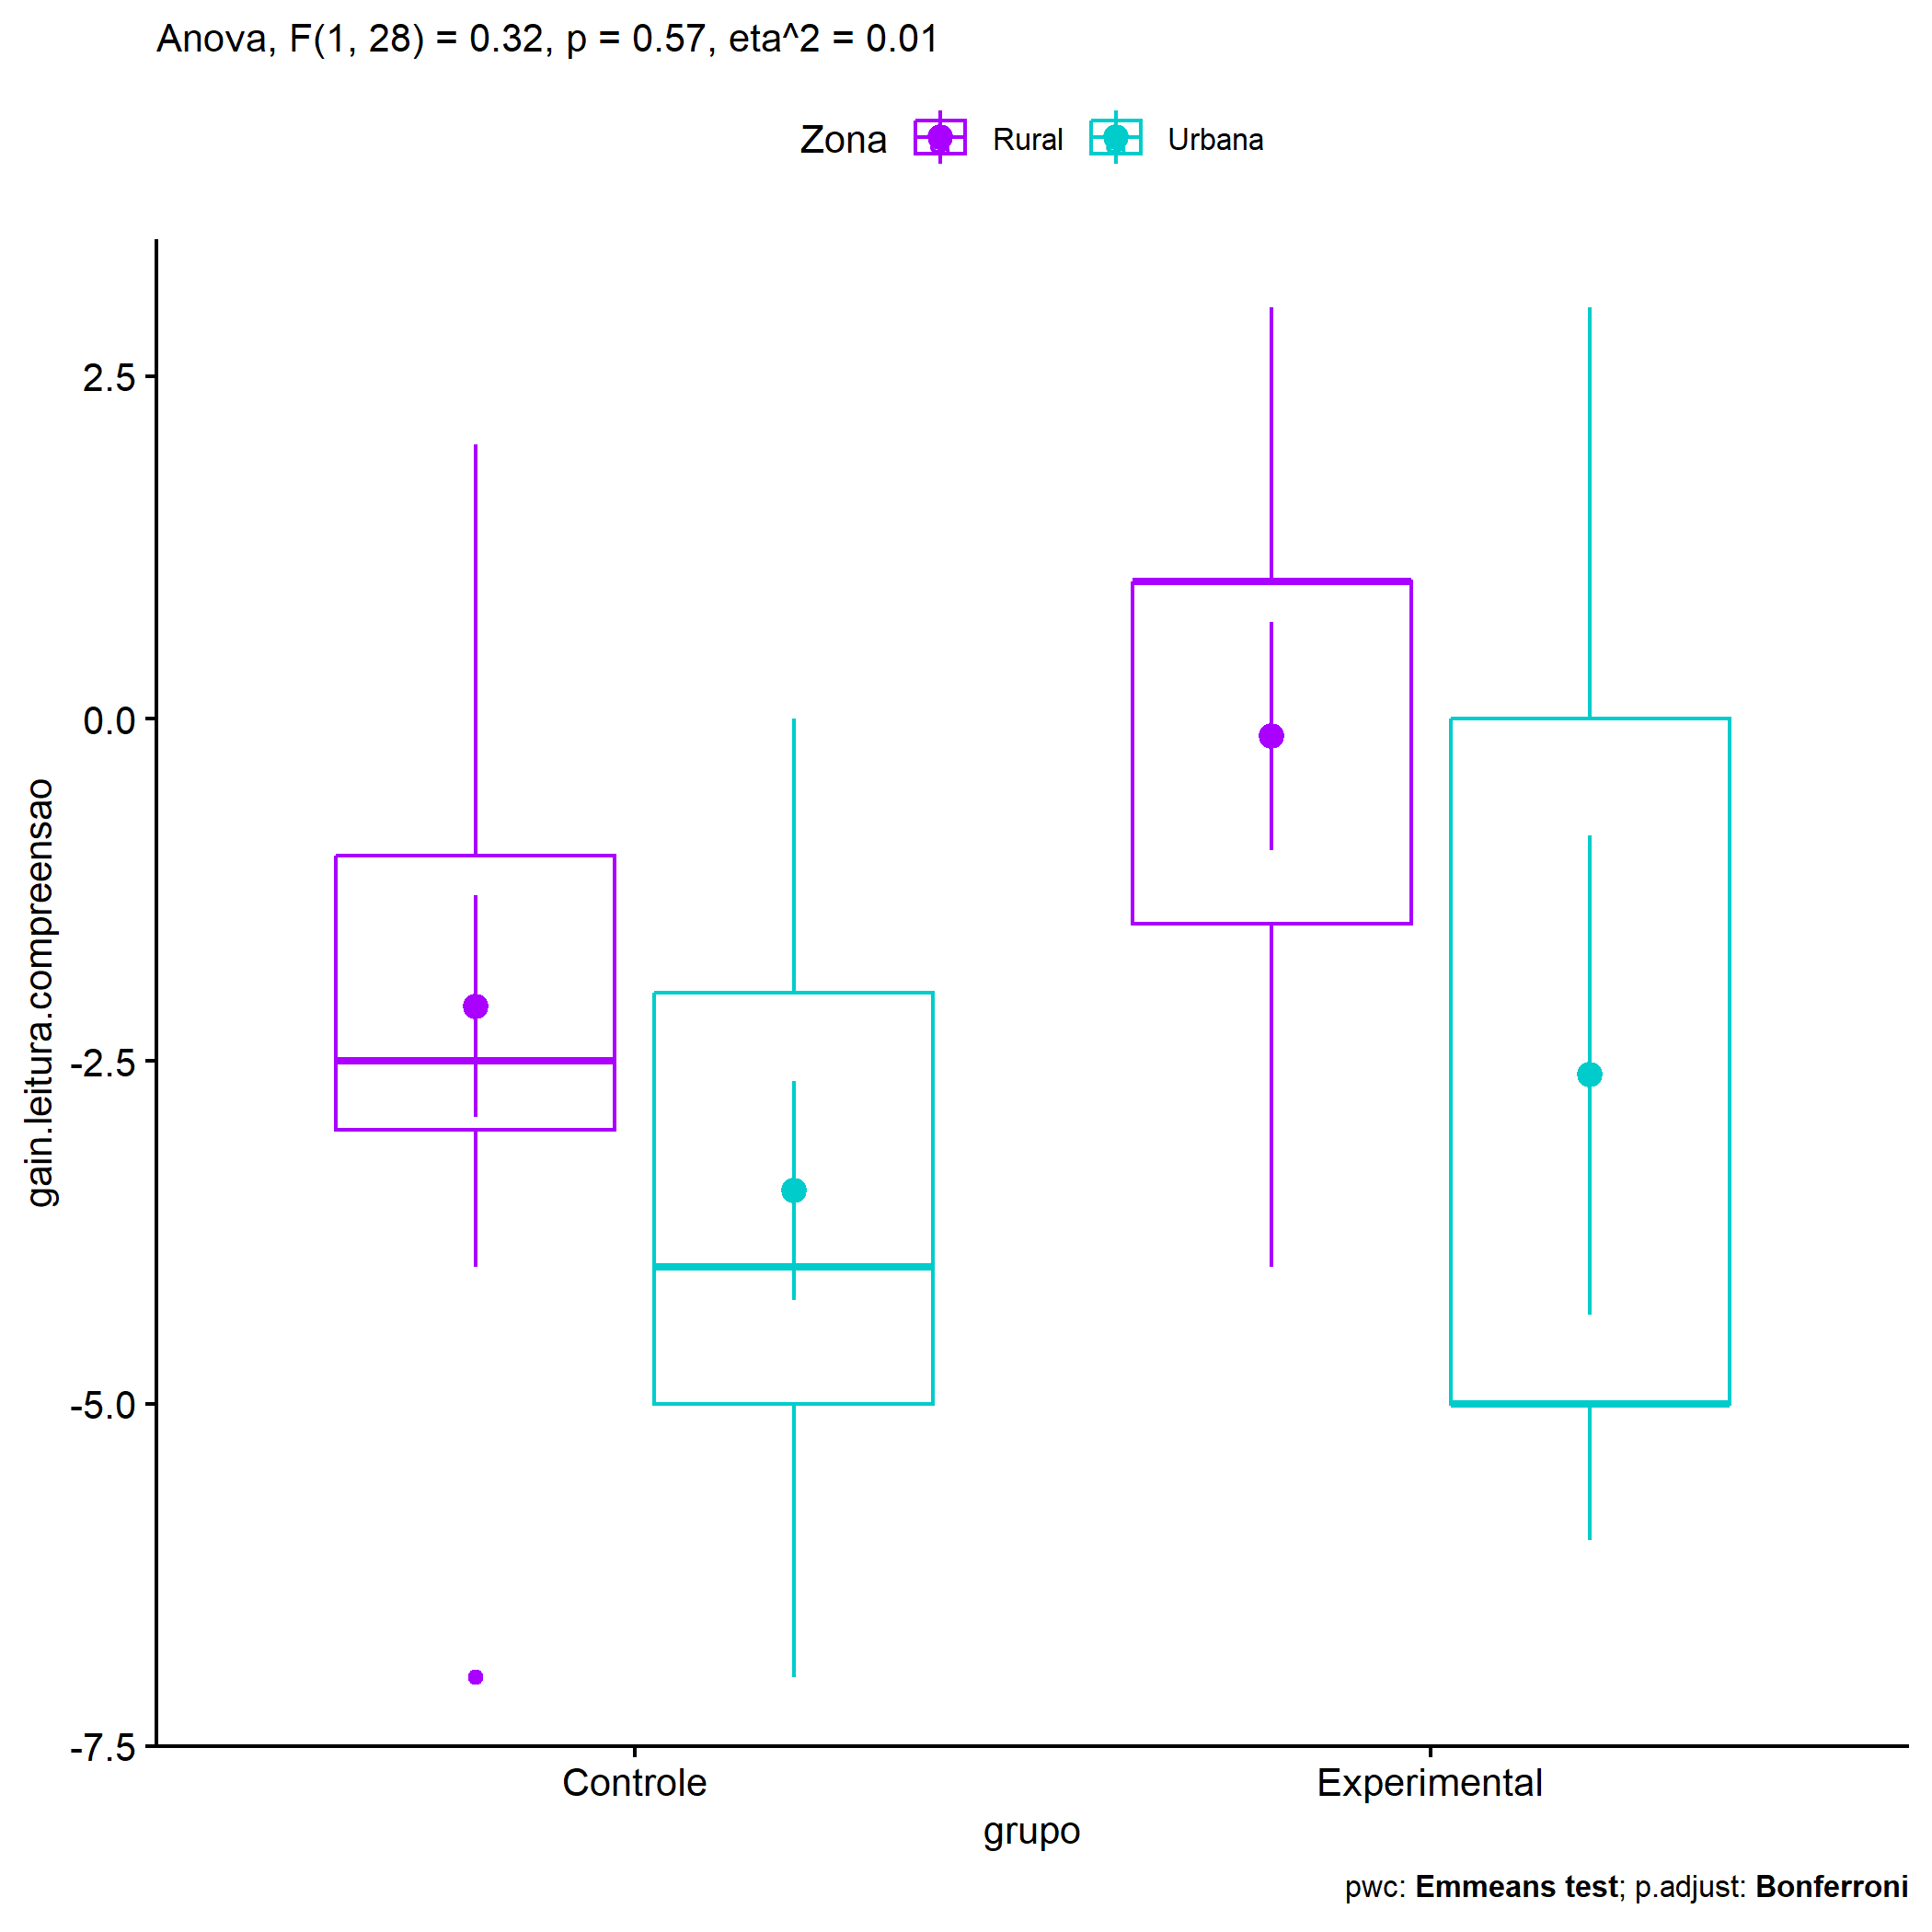 Anova, F(1, 28) = 0.32, p = 0.57, eta^2 = 0.01
Zona Rural Urbana
gain.leitura.compreensao
2.5
0.0
-2.5
-5.0
-7.5
Controle Experimental
grupo
pwc: Emmeans test; p.adjust: Bonferroni